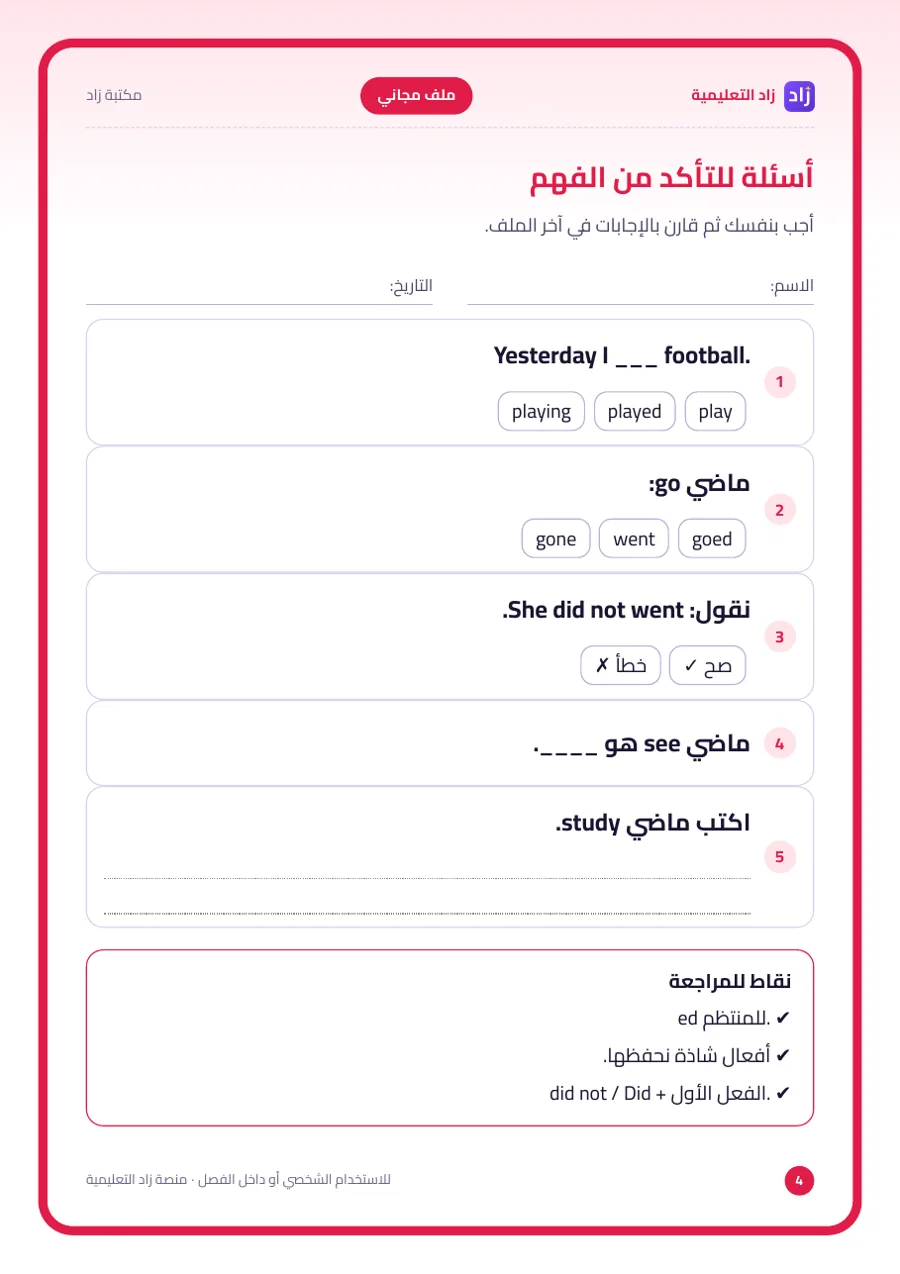 زاد زاد التعليمية
ملف مجاني
مكتبة زاد
أسئلة للتأكد من الفهم
أجب بنفسك ثم قارن بالإجابات في آخر الملف.
الاسم:
التاريخ:
1
Yesterday I ___ football.
play played playing
2
ماضي go:
goed went gone
3
نقول: She did not went.
صح ✓ خطأ ✗
4
ماضي see هو ____.
5
اكتب ماضي study.
نقاط للمراجعة
✔ ed للمنتظم.
✔ أفعال شاذة نحفظها.
✔ did not / Did + الفعل الأول.
4
للاستخدام الشخصي أو داخل الفصل · منصة زاد التعليمية